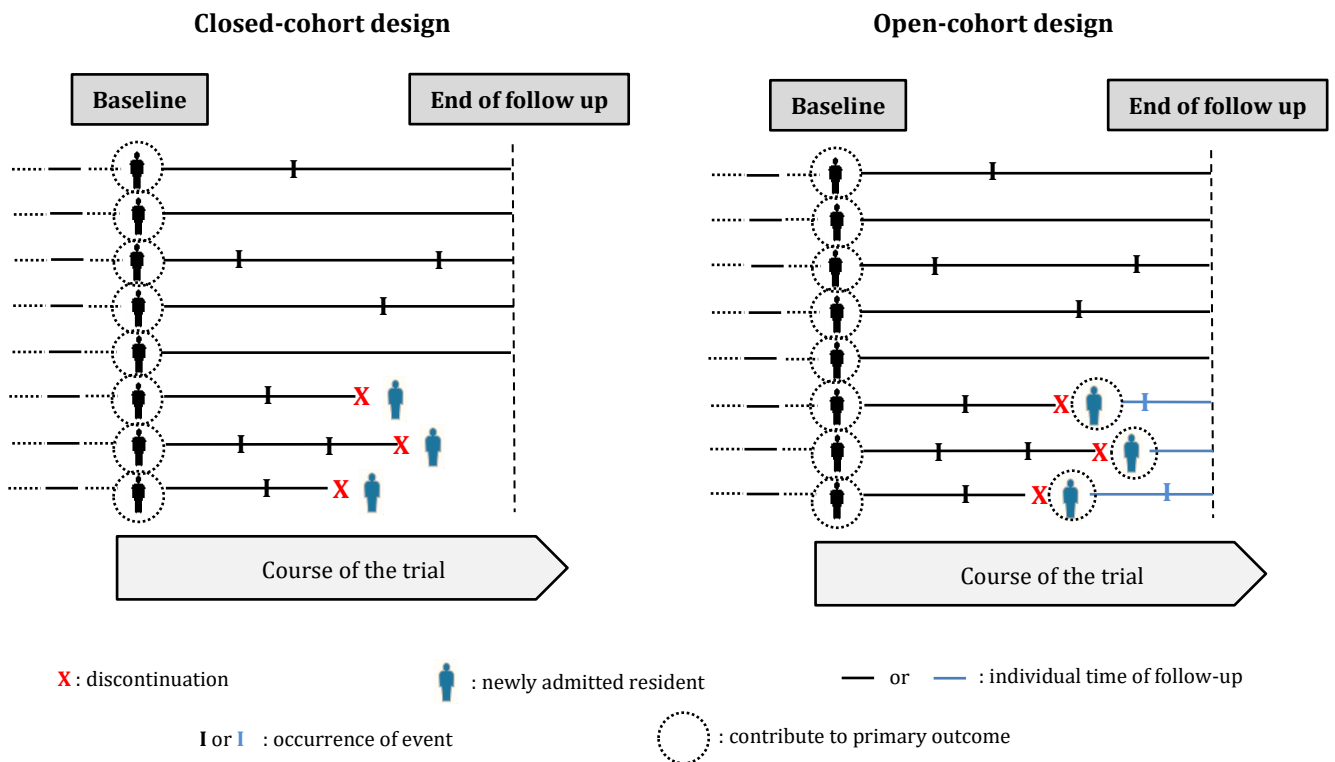 Closed-cohort design
Open-cohort design
Baseline
End of follow up
Baseline
End of follow up
I
I
I I
I I
I
I
I X
I X I
I I X
I I X
I X
I X I
Course of the trial
Course of the trial
X : discontinuation
: newly admitted resident
or : individual time of follow-up
I or I : occurrence of event
: contribute to primary outcome